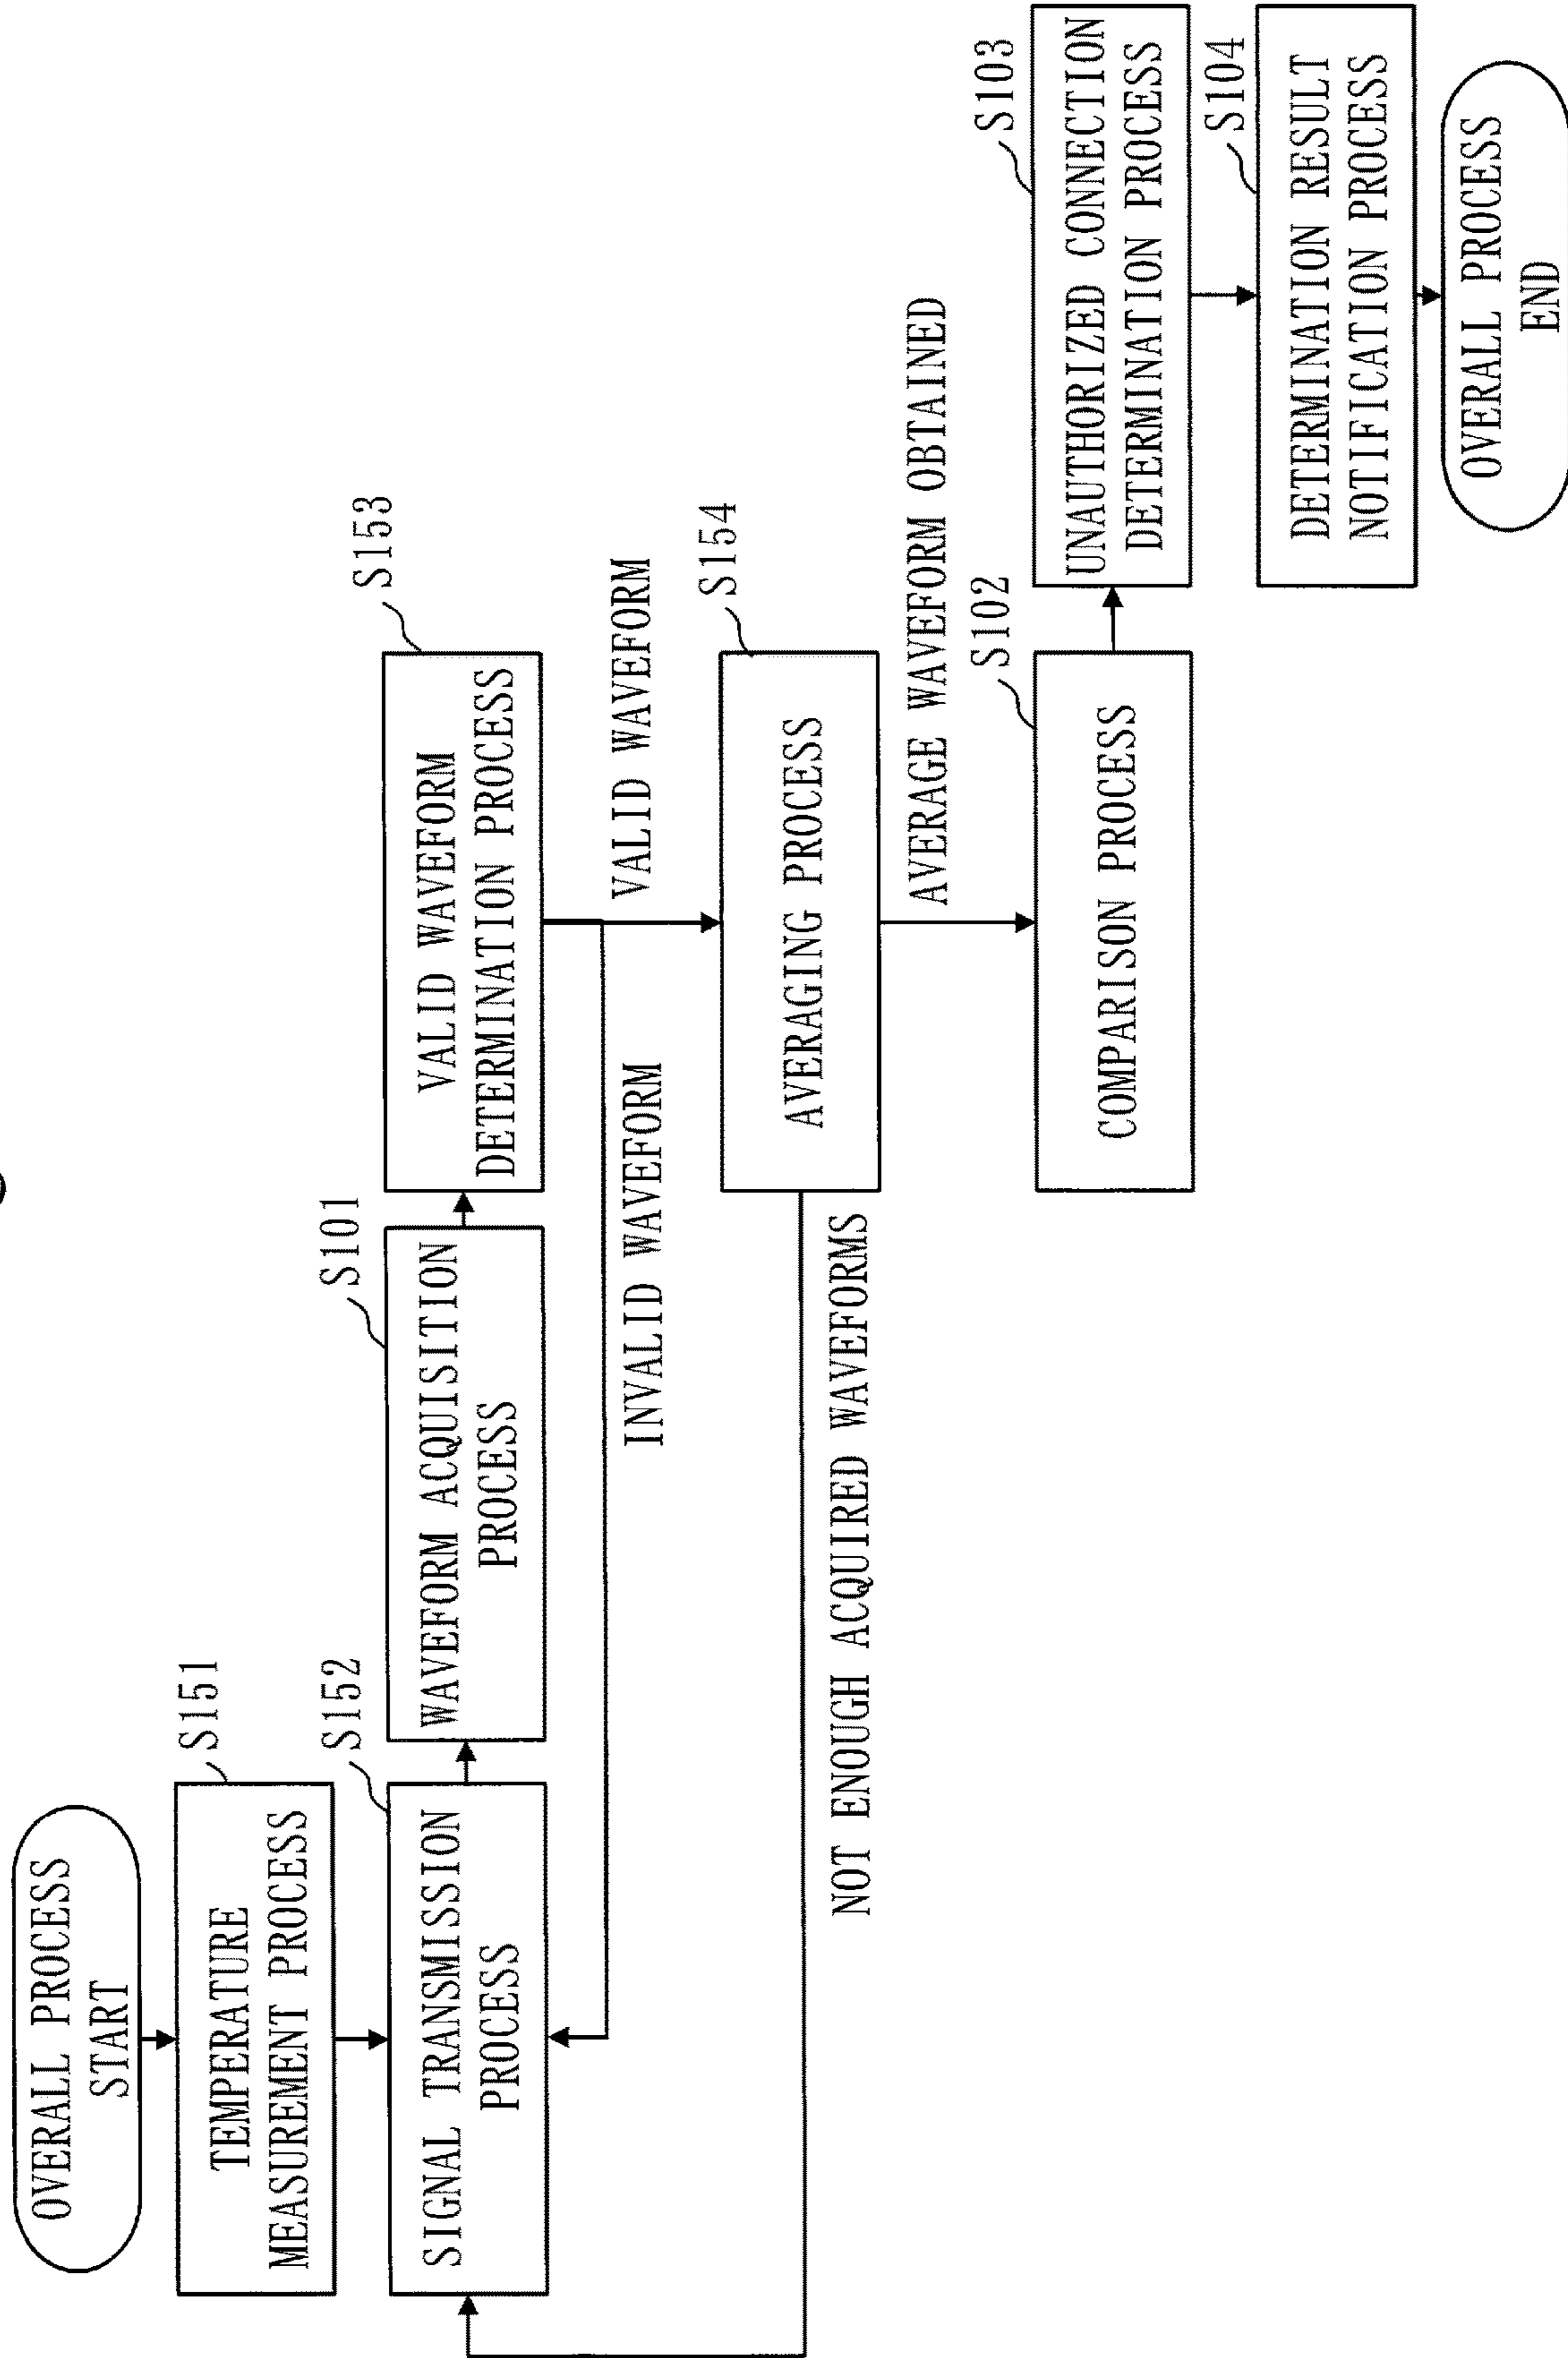 OVERALL PROCESS
START
S151
TEMPERATURE
MEASUREMENT PROCESS
S152
SIGNAL TRANSMISSION
PROCESS
S101
WAVEFORM ACQUISITION
PROCESS
S153
VALID WAVEFORM
DETERMINATION PROCESS
INVALID WAVEFORM
VALID WAVEFORM
S154
AVERAGING PROCESS
NOT ENOUGH ACQUIRED WAVEFORMS
AVERAGE WAVEFORM OBTAINED
S102
COMPARISON PROCESS
S103
UNAUTHORIZED CONNECTION
DETERMINATION PROCESS
S104
DETERMINATION RESULT
NOTIFICATION PROCESS
OVERALL PROCESS
END